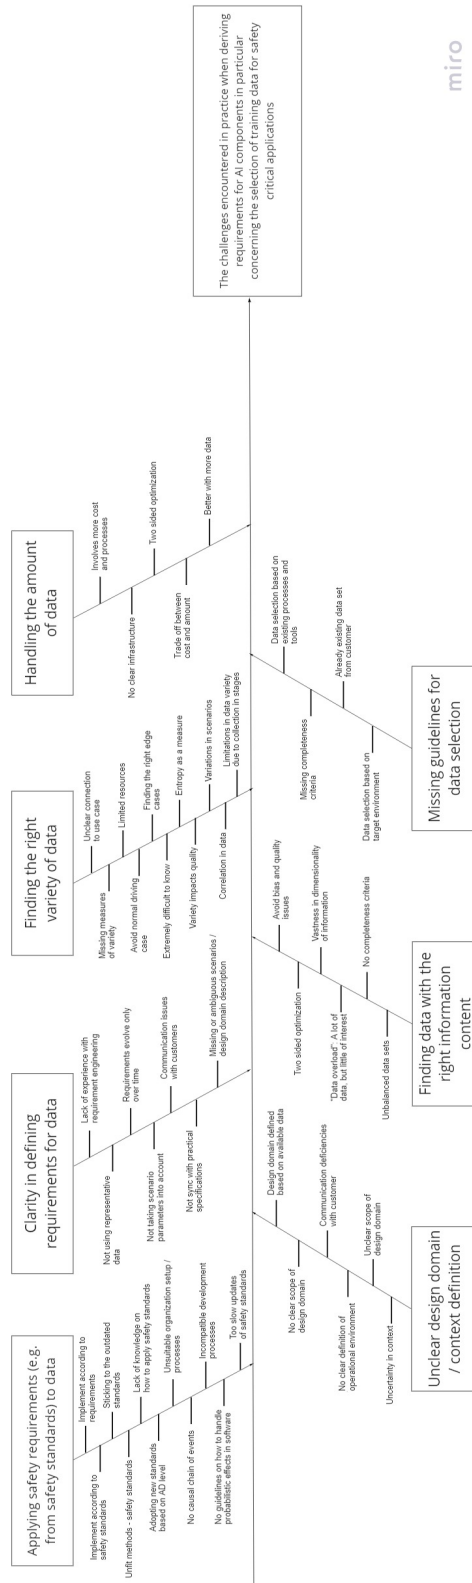 Applying safety requirements (e.g.
from safety standards) to data
Implement according to
requirements
Implement according to
safety standards
Sticking to the outdated
standards
Unfit methods - safety standards
Lack of knowledge on
how to apply safety standards
Adopting new standards
based on AD level
Unsuitable organization setup /
processes
No causal chain of events
Incompatible development
processes
No guidelines on how to handle
probabilistic effects in software
Too slow updates
of safety standards
Clarity in defining
requirements for data
Lack of experience with
requirement engineering
Not using representative
data
Requirements evolve only
over time
Not taking scenario
parameters into account
Communication issues
with customers
Not sync with practical
specifications
Missing or ambiguous scenarios /
design domain description
Finding the right
variety of data
Unclear connection
to use case
Missing measures
of variety
Limited resources
Avoid normal driving
case
Finding the right edge
cases
Extremely difficult to know
Entropy as a measure
Variety impacts quality
Variations in scenarios
Correlation in data
Limitations in data variety
due to collection in stages
Handling the amount
of data
Involves more cost
and processes
No clear infrastructure
Two sided optimization
Trade off between
cost and amount
Better with more data
The challenges encountered in practice when deriving
requirements for AI components in particular
concerning the selection of training data for safety
critical applications
Design domain defined
based on available data
No clear scope of
design domain
Communication deficiencies
with customer
No clear definition of
operational environment
Unclear scope of
design domain
Uncertainty in context
Unclear design domain
/ context definition
Avoid bias and quality
issues
Two sided optimization
Vastness in dimensionality
of information
"Data overload": A lot of
data, but little of interest
No completeness criteria
Unbalanced data sets
Finding data with the
right information
content
Data selection based on
existing processes and
tools
Missing completeness
criteria
Already existing data set
from customer
Data selection based on
target environment
Missing guidelines for
data selection
miro